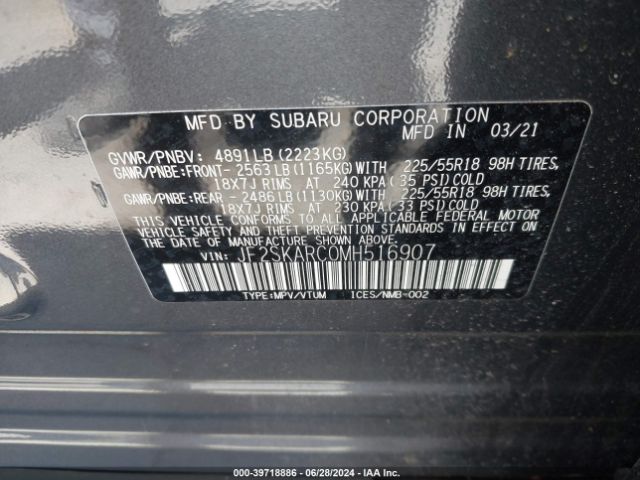 MFD BY SUBARU CORPORATION
MFD IN 03/21
GVWR/PNBV: 4891LB(2223KG)
GAWR/PNBE:FRONT- 2563LB(1165KG)WITH 225/55R18 98H TIRES,
18X7J RIMS AT 240 KPA(35 PSI)COLD
GAWR/PNBE:REAR - 2486LB(1130KG)WITH 225/55R18 98H TIRES,
18X7J RIMS AT 230 KPA(33 PSI)COLD
THIS VEHICLE CONFORMS TO ALL APPLICABLE FEDERAL MOTOR
VEHICLE SAFETY AND THEFT PREVENTION STANDARDS IN EFFECT
ON THE DATE OF MANUFACTURE SHOWN ABOVE.
VIN: JF2SKARC0MH516907
TYPE:MPV/VTUM ICES/NMB-002
000-39718886 - 06/28/2024 - IAA Inc.